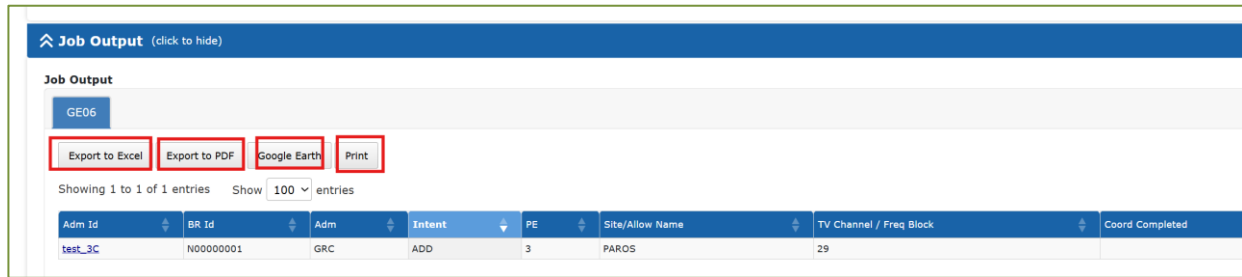 Job Output (click to hide)
Job Output
GE06
Export to Excel Export to PDF Google Earth Print
Showing 1 to 1 of 1 entries Show 100 entries
Adm Id BR Id Adm Intent PE Site/Allow Name TV Channel / Freq Block Coord Completed
test_3C N00000001 GRC ADD 3 PAROS 29